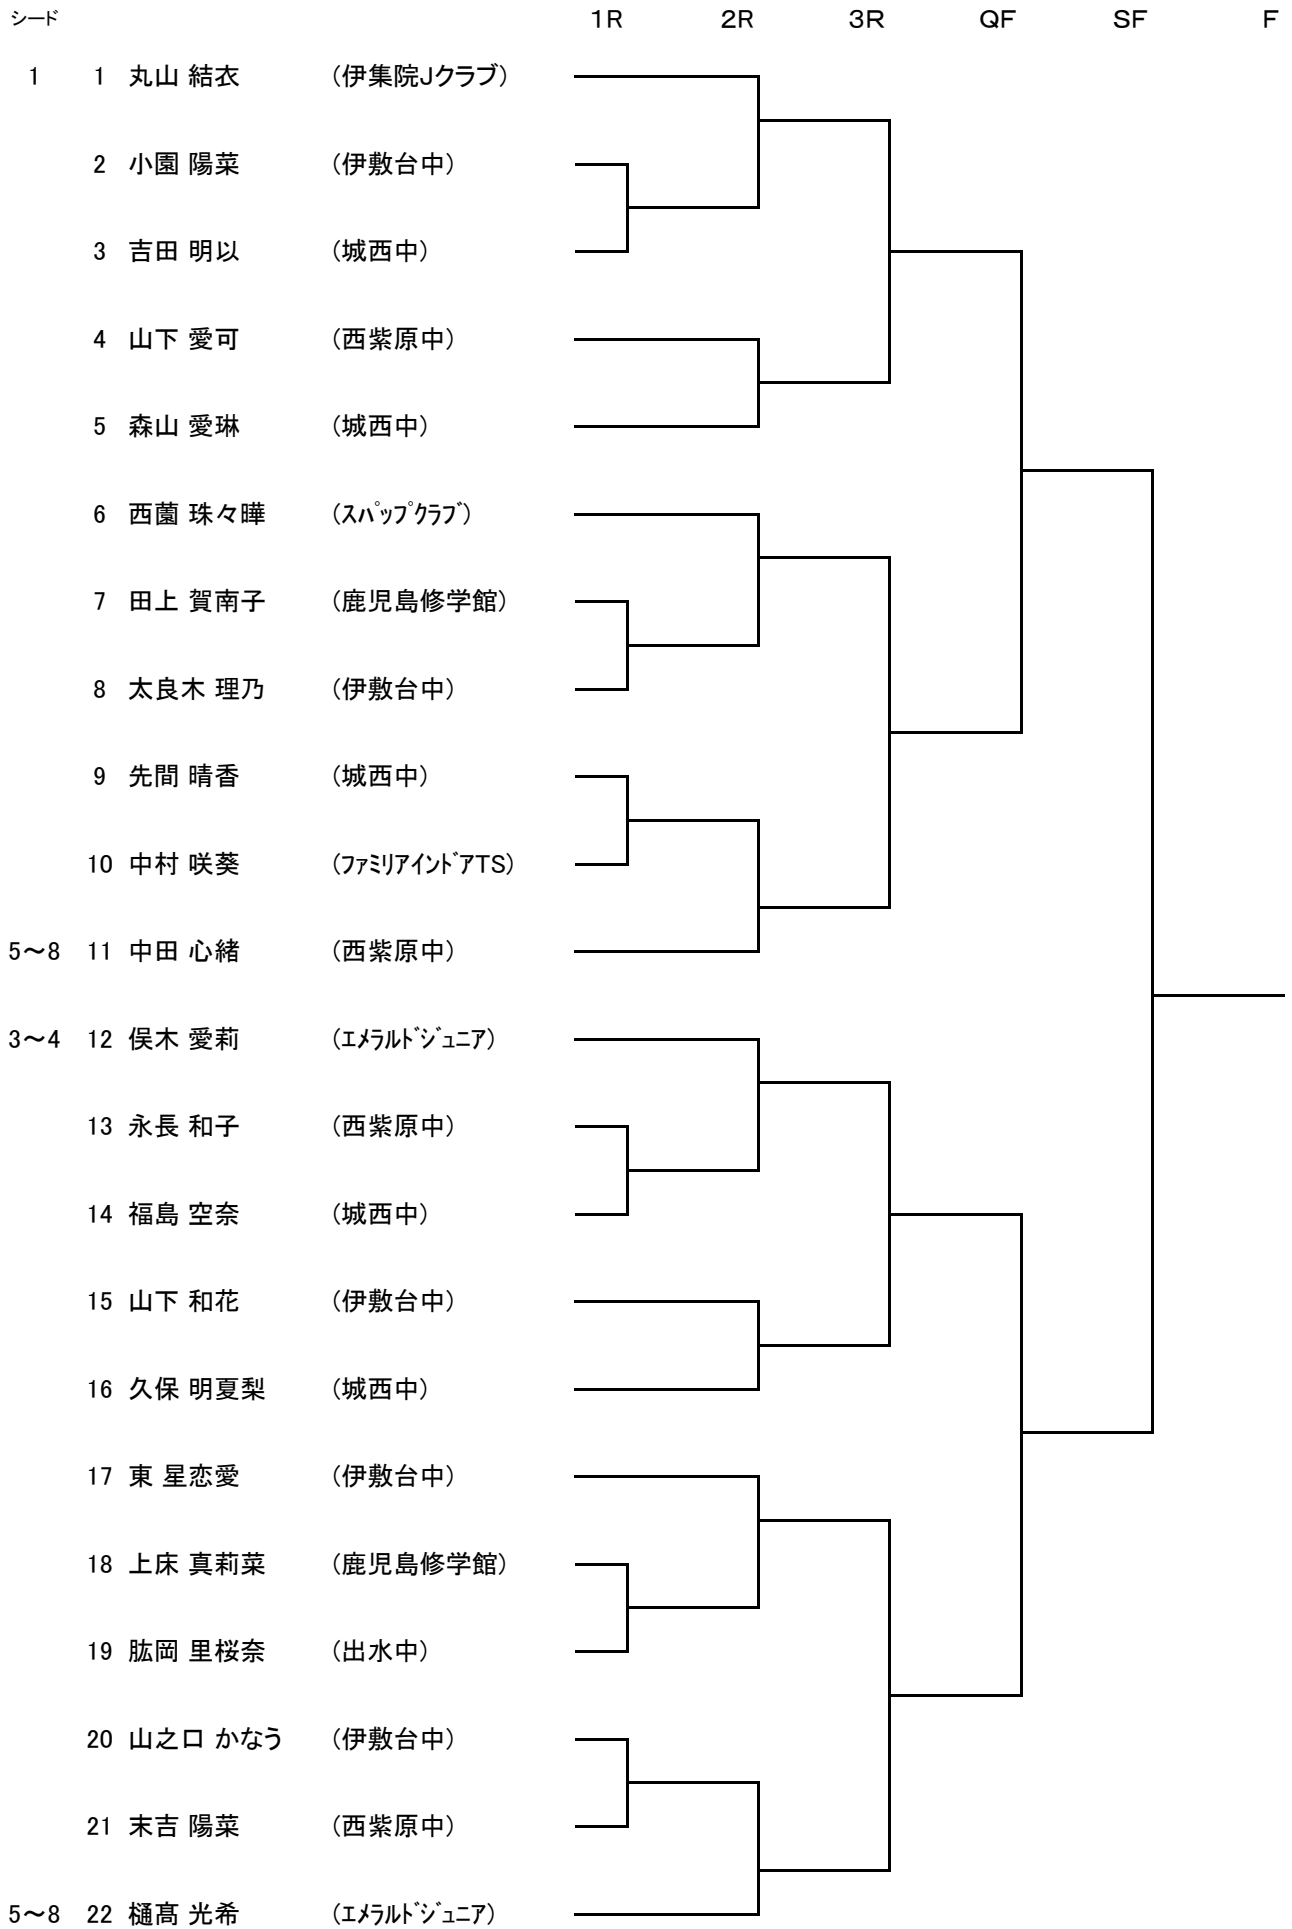 シード 1R 2R 3R QF SF F
1 1 丸山 結衣 (伊集院Jクラブ)
2 小園 陽菜 (伊敷台中)
3 吉田 明以 (城西中)
4 山下 愛可 (西紫原中)
5 森山 愛琳 (城西中)
6 西薗 珠々曄 (ｽﾊﾟｯﾌﾟｸﾗﾌﾞ)
7 田上 賀南子 (鹿児島修学館)
8 太良木 理乃 (伊敷台中)
9 先間 晴香 (城西中)
10 中村 咲葵 (ﾌｧﾐﾘｱｲﾝﾄﾞｱTS)
5～8 11 中田 心緒 (西紫原中)
3～4 12 俣木 愛莉 (ｴﾒﾗﾙﾄﾞｼﾞｭﾆｱ)
13 永長 和子 (西紫原中)
14 福島 空奈 (城西中)
15 山下 和花 (伊敷台中)
16 久保 明夏梨 (城西中)
17 東 星恋愛 (伊敷台中)
18 上床 真莉菜 (鹿児島修学館)
19 肱岡 里桜奈 (出水中)
20 山之口 かなう (伊敷台中)
21 末吉 陽菜 (西紫原中)
5～8 22 樋髙 光希 (ｴﾒﾗﾙﾄﾞｼﾞｭﾆｱ)